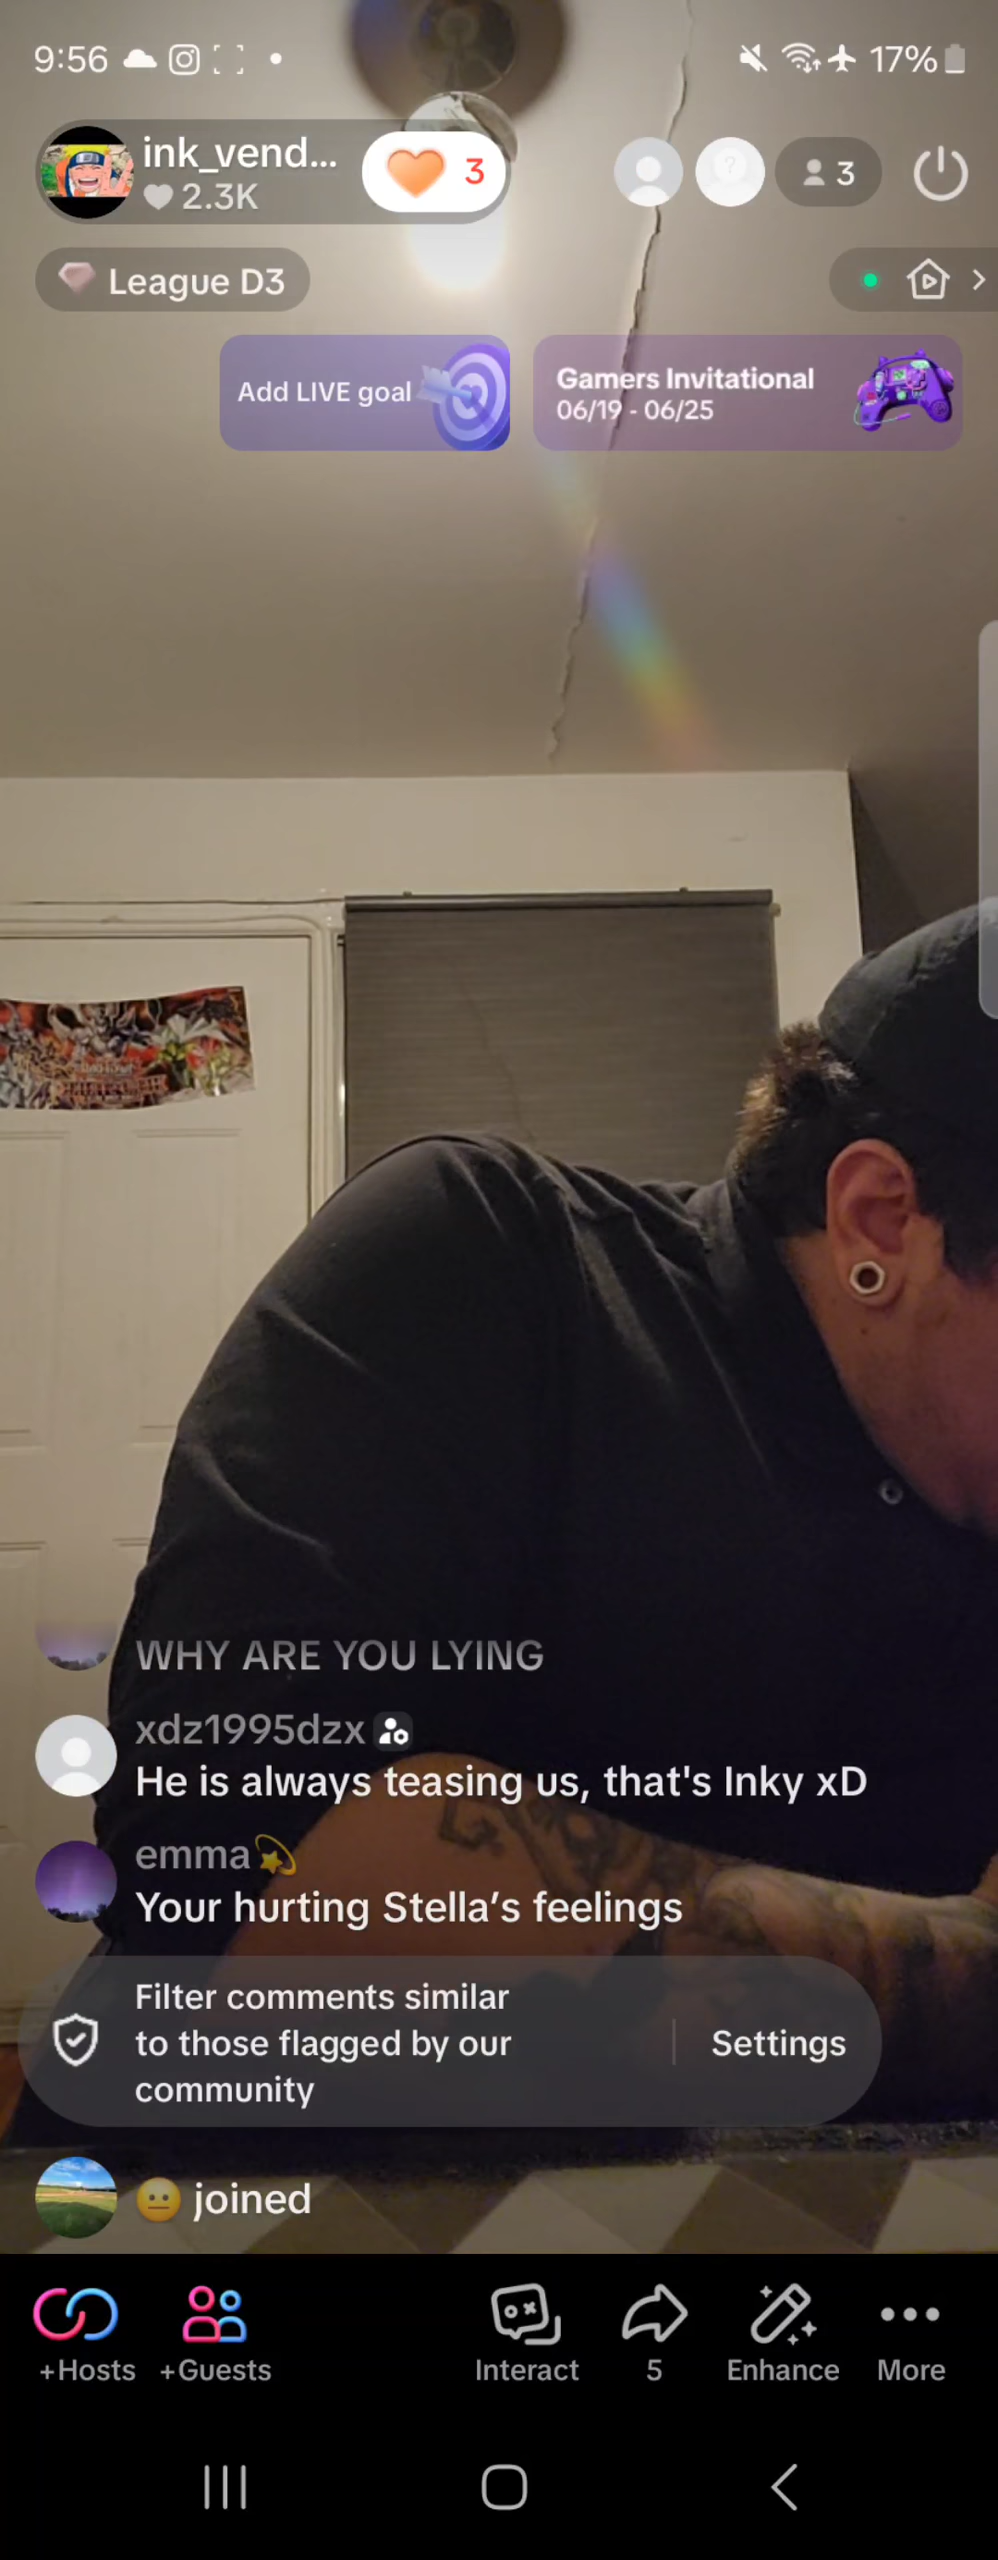 9:56
17%
ink_vend...
2.3K
3
3
League D3
Add LIVE goal
Gamers Invitational
06/19 - 06/25
WHY ARE YOU LYING
xdz1995dzx
He is always teasing us, that's Inky xD
emma💫
Your hurting Stella’s feelings
Filter comments similar
to those flagged by our
community
Settings
😐 joined
+Hosts
+Guests
Interact
5
Enhance
More